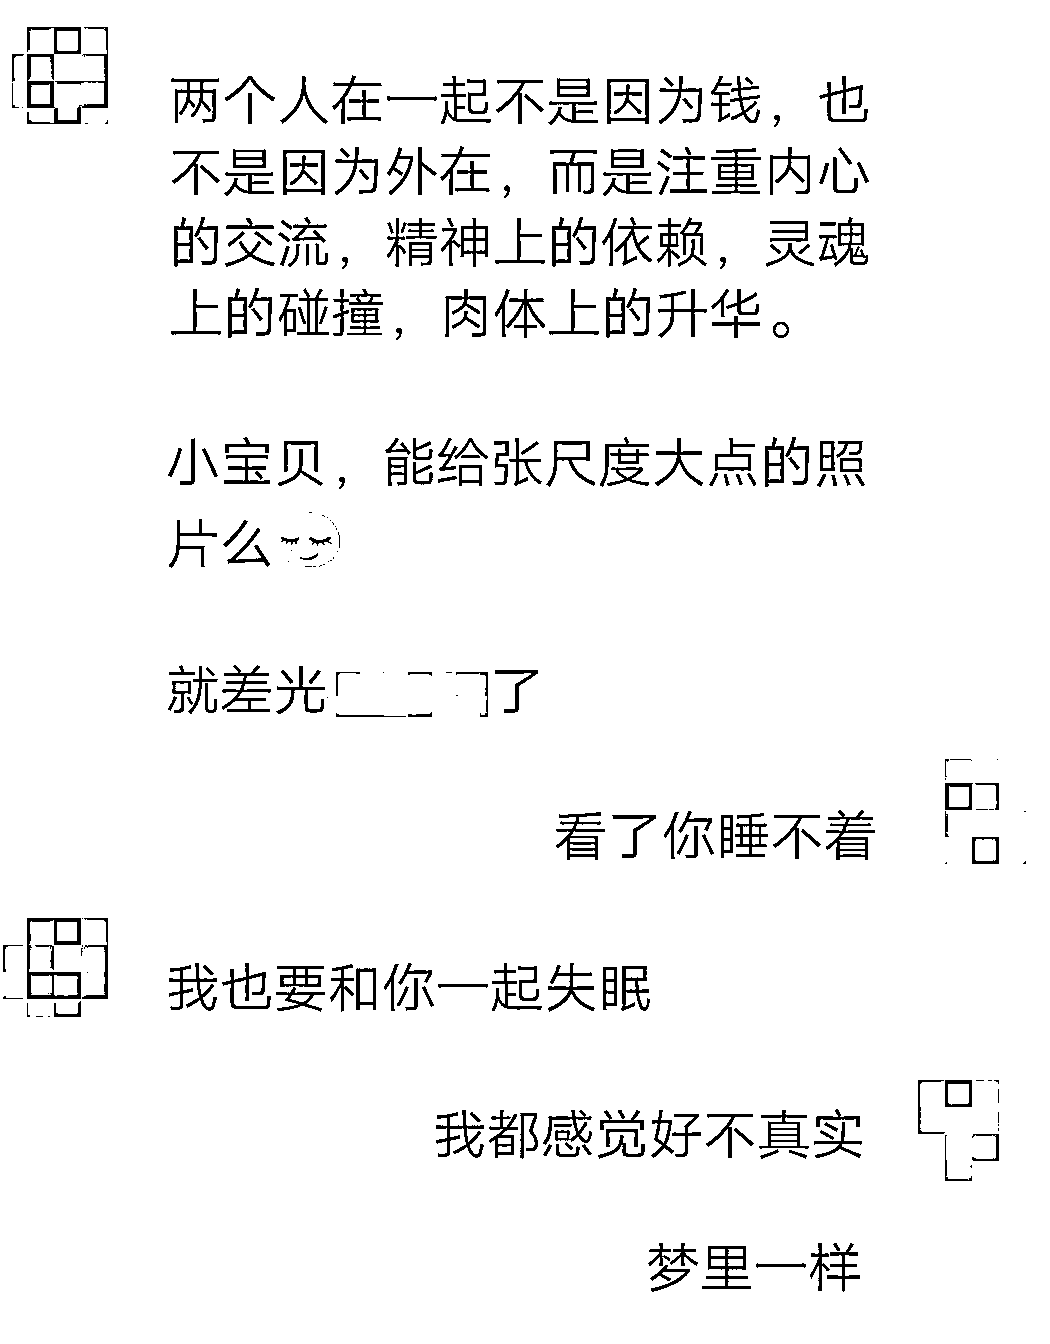 两个人在一起不是因为钱，也
不是因为外在，而是注重内心
的交流，精神上的依赖，灵魂
上的碰撞，肉体上的升华。
小宝贝，能给张尺度大点的照
片么
就差光
了
看了你睡不着
我也要和你一起失眠
我都感觉好不真实
梦里一样